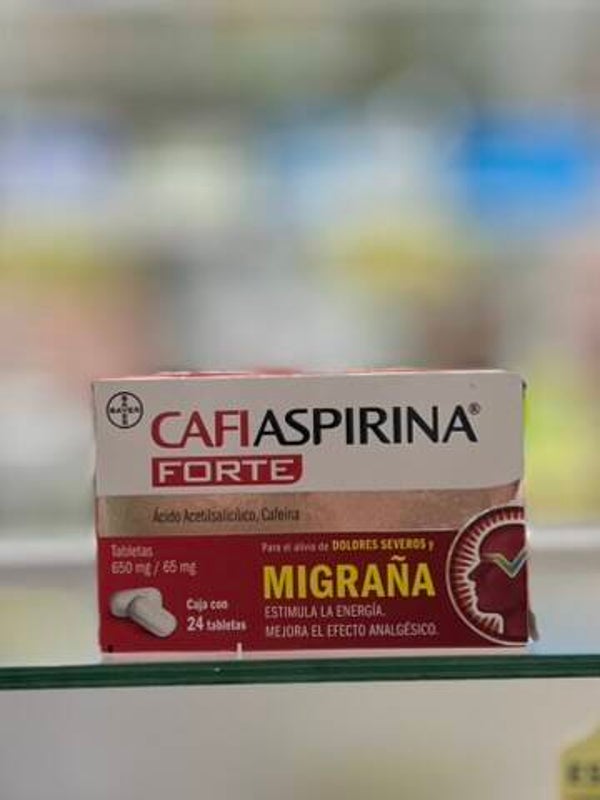 BAYER
CAFIASPIRINA®
FORTE
Ácido Acetilsalicílico, Cafeína
Tabletas
650 mg / 65 mg
Caja con
24 tabletas
Para el alivio de DOLORES SEVEROS y
MIGRAÑA
ESTIMULA LA ENERGÍA.
MEJORA EL EFECTO ANALGÉSICO.